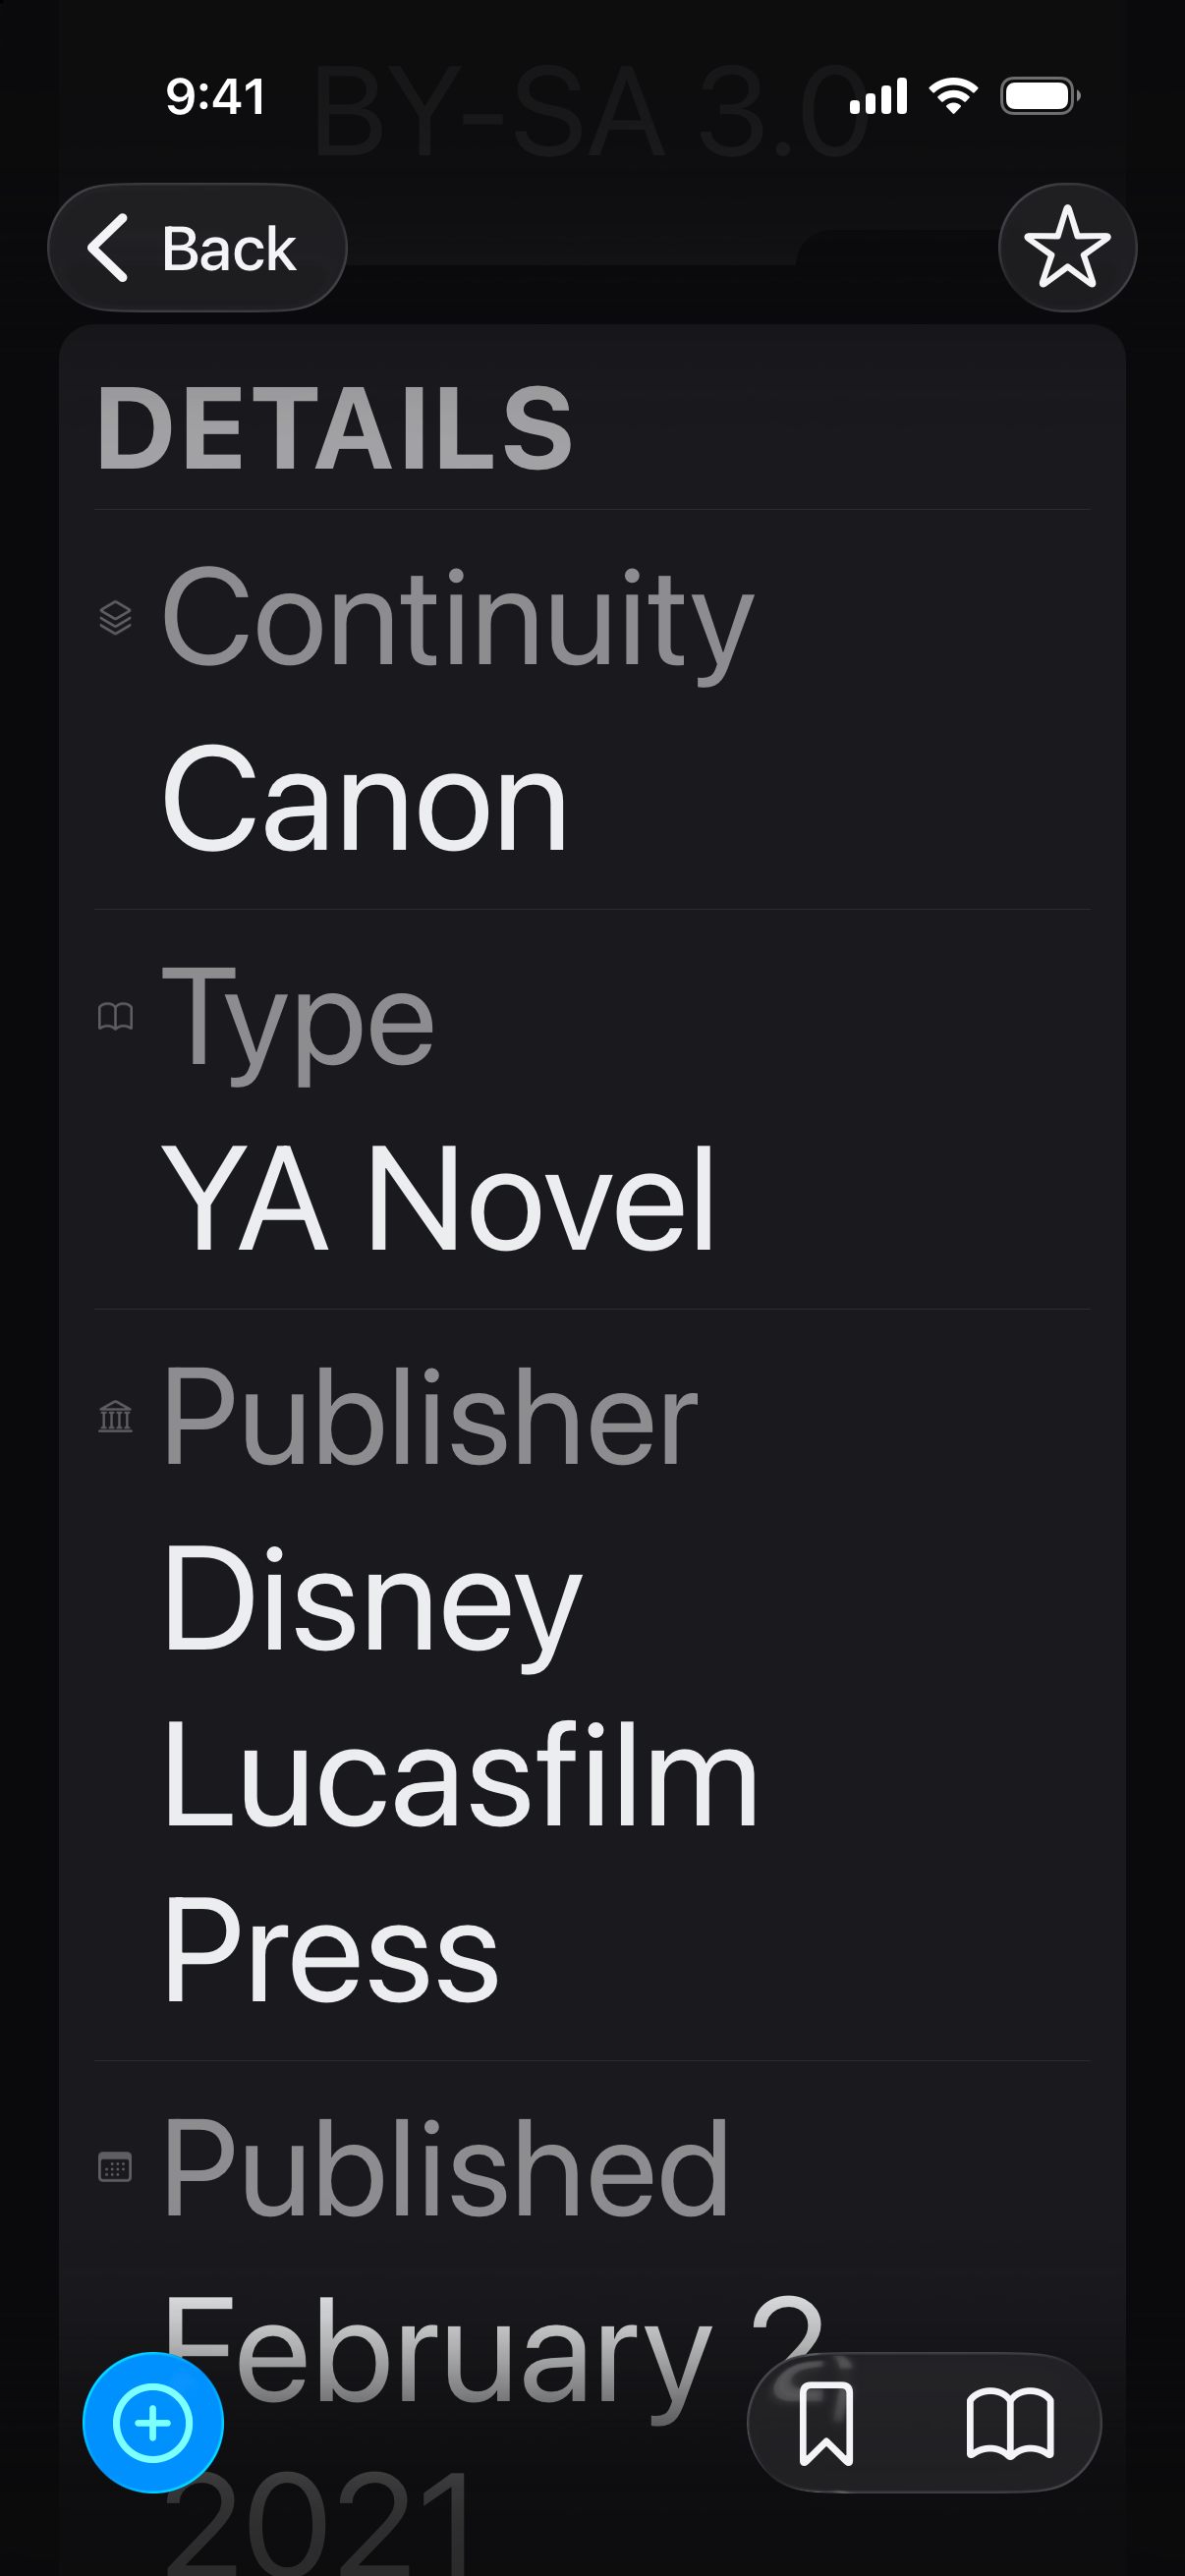 BY-SA 3.0
9:41
Back
DETAILS
Continuity
Canon
Type
YA Novel
Publisher
Disney
Lucasfilm
Press
Published
February 2,
2021